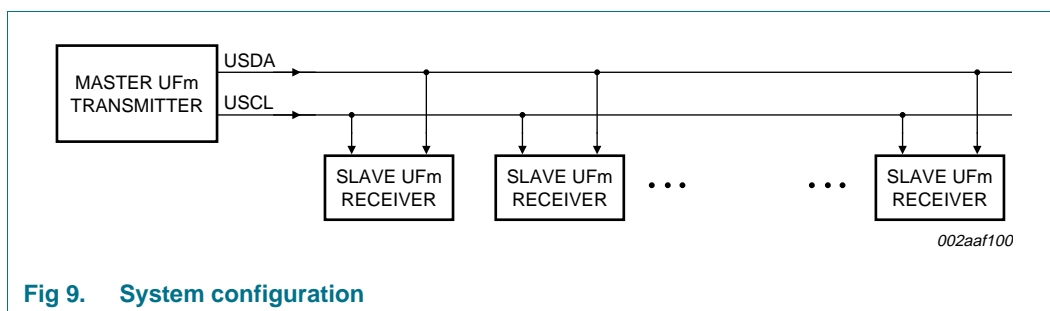 USDA
MASTER UFm
TRANSMITTER
USCL
SLAVE UFm
RECEIVER
SLAVE UFm
RECEIVER
SLAVE UFm
RECEIVER
002aaf100
Fig 9. System configuration